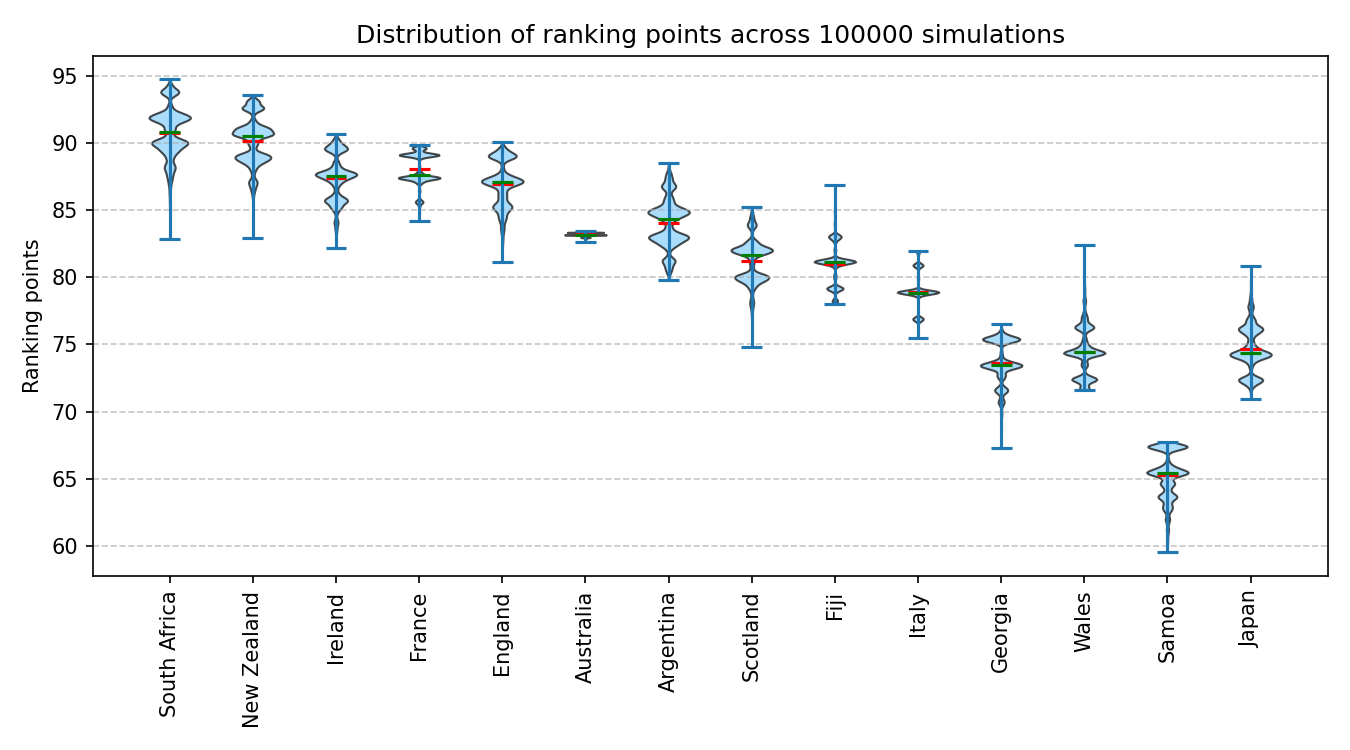 Distribution of ranking points across 100000 simulations
Ranking points
95
90
85
80
75
70
65
60
South Africa
New Zealand
Ireland
France
England
Australia
Argentina
Scotland
Fiji
Italy
Georgia
Wales
Samoa
Japan